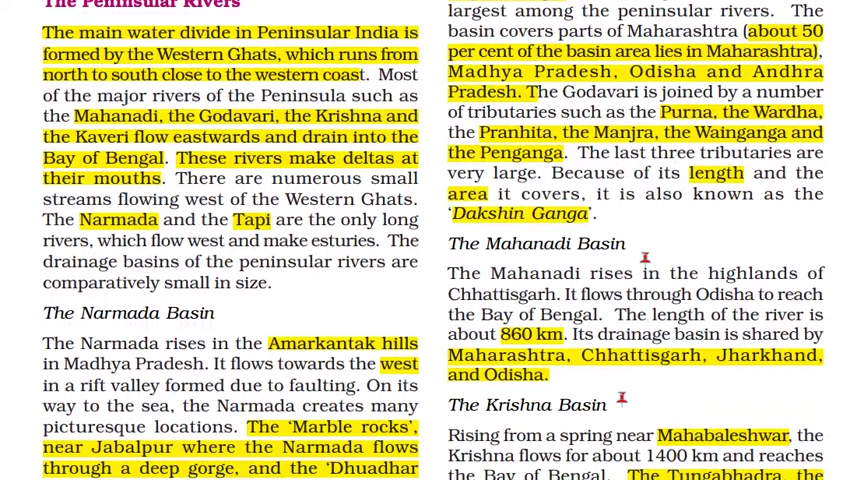 The Peninsular Rivers
The main water divide in Peninsular India is
formed by the Western Ghats, which runs from
north to south close to the western coast. Most
of the major rivers of the Peninsula such as
the Mahanadi, the Godavari, the Krishna and
the Kaveri flow eastwards and drain into the
Bay of Bengal. These rivers make deltas at
their mouths. There are numerous small
streams flowing west of the Western Ghats.
The Narmada and the Tapi are the only long
rivers, which flow west and make esturies. The
drainage basins of the peninsular rivers are
comparatively small in size.
The Narmada Basin
The Narmada rises in the Amarkantak hills
in Madhya Pradesh. It flows towards the west
in a rift valley formed due to faulting. On its
way to the sea, the Narmada creates many
picturesque locations. The ‘Marble rocks’,
near Jabalpur where the Narmada flows
through a deep gorge, and the ‘Dhuadhar
largest among the peninsular rivers. The
basin covers parts of Maharashtra (about 50
per cent of the basin area lies in Maharashtra),
Madhya Pradesh, Odisha and Andhra
Pradesh. The Godavari is joined by a number
of tributaries such as the Purna, the Wardha,
the Pranhita, the Manjra, the Wainganga and
the Penganga. The last three tributaries are
very large. Because of its length and the
area it covers, it is also known as the
‘Dakshin Ganga’.
The Mahanadi Basin
The Mahanadi rises in the highlands of
Chhattisgarh. It flows through Odisha to reach
the Bay of Bengal. The length of the river is
about 860 km. Its drainage basin is shared by
Maharashtra, Chhattisgarh, Jharkhand,
and Odisha.
The Krishna Basin
Rising from a spring near Mahabaleshwar, the
Krishna flows for about 1400 km and reaches
the Bay of Bengal. The Tungabhadra, the